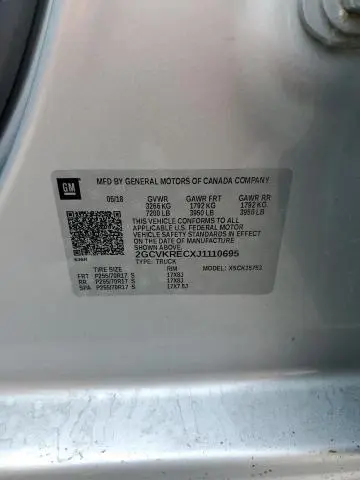 GM MFD BY GENERAL MOTORS OF CANADA COMPANY
05/18 GVWR GAWR FRT GAWR RR
3266 KG 1792 KG 1792 KG
7200 LB 3950 LB 3950 LB
THIS VEHICLE CONFORMS TO ALL
APPLICABLE U.S. FEDERAL MOTOR
VEHICLE SAFETY STANDARDS IN EFFECT
ON THE DATE OF MANUFACTURE
SHOWN ABOVE.
2GCVKRECXJ1110695
TYPE: TRUCK
TIRE SIZE RIM MODEL:
FRT P255/70R17 S 17X8J
RR P255/70R17 S 17X8J
SPA P255/70R17 S 17X7.5J